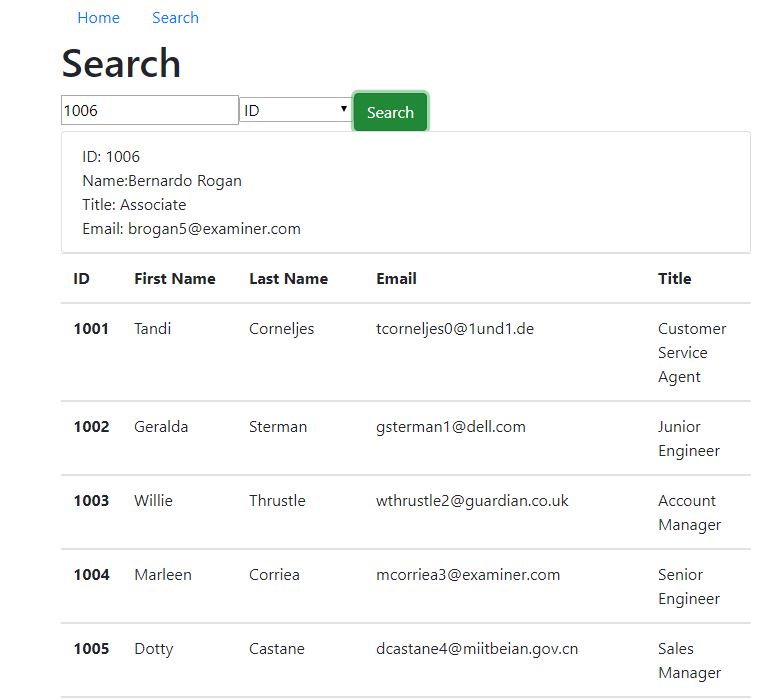 Home Search
Search
1006 ID Search
ID: 1006
Name:Bernardo Rogan
Title: Associate
Email: brogan5@examiner.com
ID First Name Last Name Email Title
1001 Tandi Corneljes tcorneljes0@1und1.de Customer
Service
Agent
1002 Geralda Sterman gsterman1@dell.com Junior
Engineer
1003 Willie Thrustle wthrustle2@guardian.co.uk Account
Manager
1004 Marleen Corriea mcorriea3@examiner.com Senior
Engineer
1005 Dotty Castane dcastane4@miitbeian.gov.cn Sales
Manager